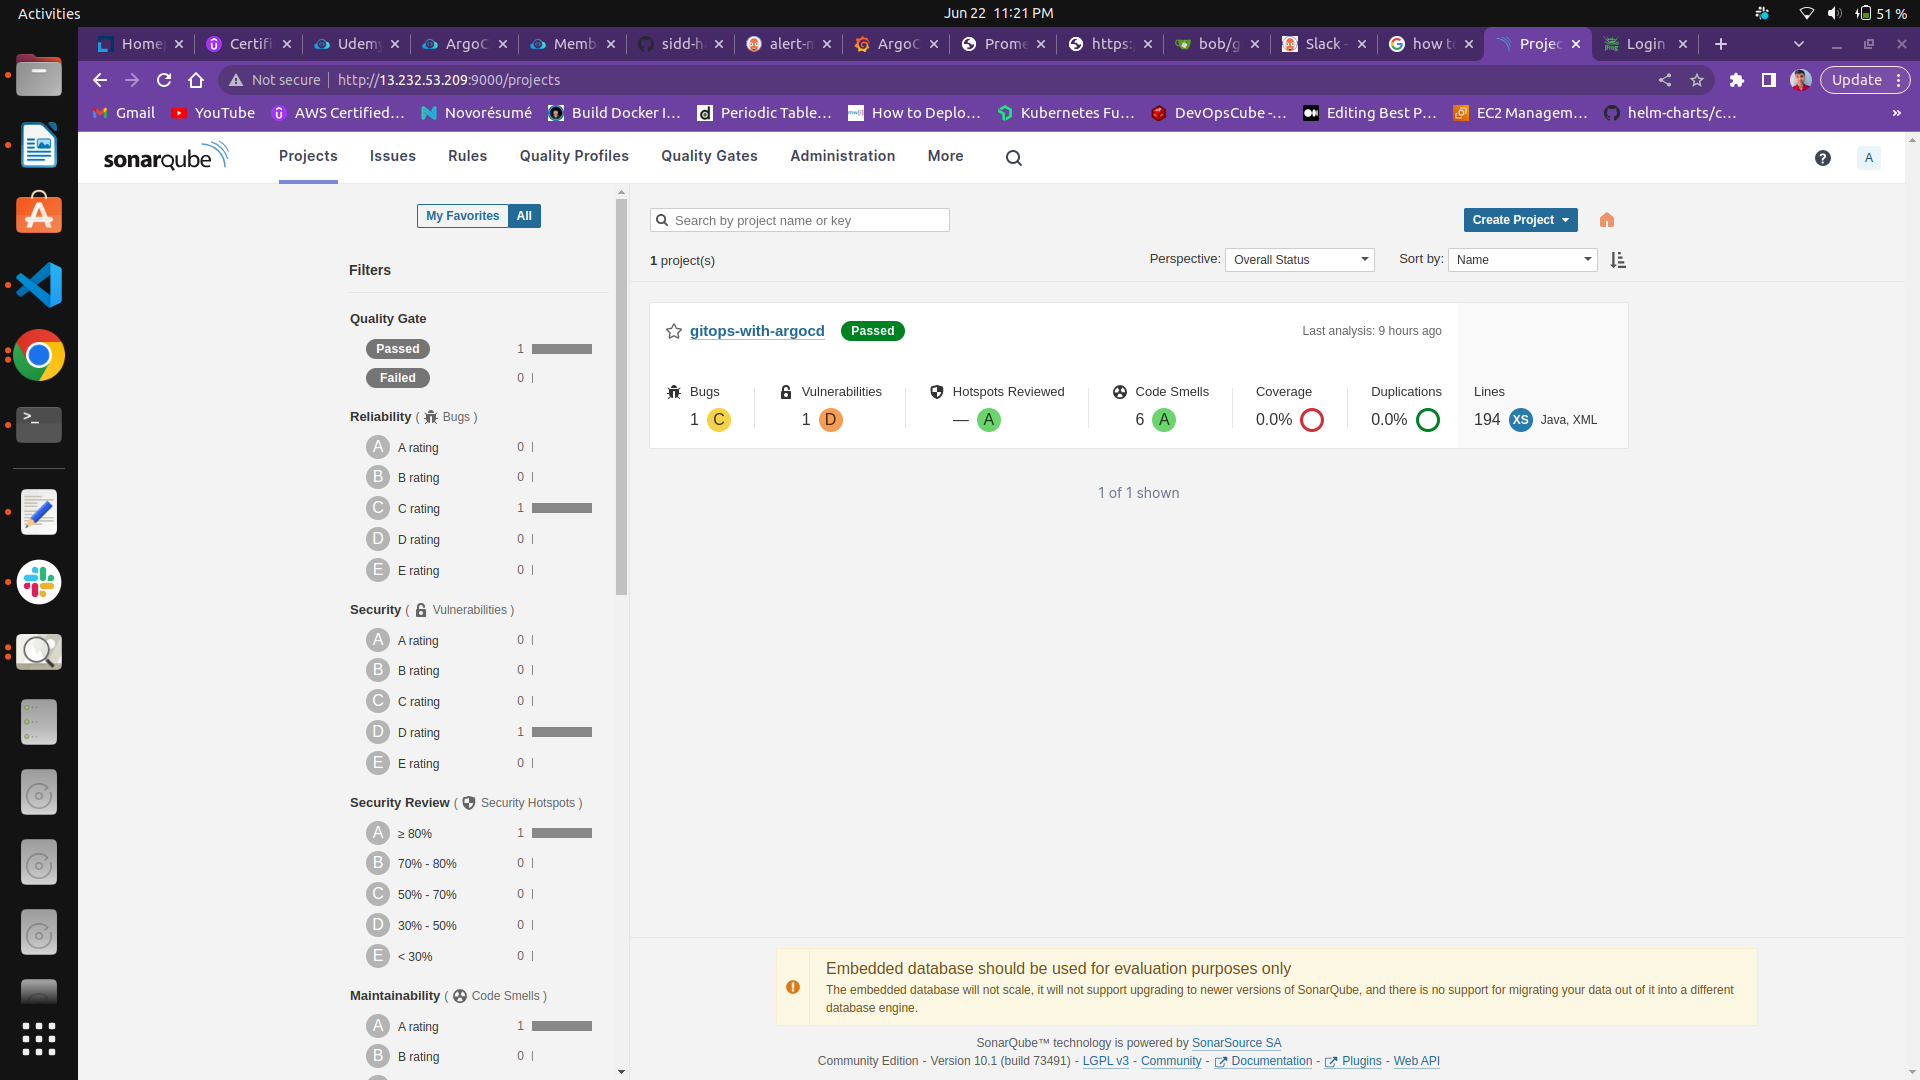 Activities
Jun 22 11:21 PM
51 %
Home
Certifi
Udemy
ArgoC
Memb
sidd-h
alert-m
ArgoC
Prome
https:
bob/g
Slack -
how to
Projec
Login
Not secure
http://13.232.53.209:9000/projects
Update
Gmail
YouTube
AWS Certified…
Novorésumé
Build Docker I…
Periodic Table…
How to Deplo…
Kubernetes Fu…
DevOpsCube -…
Editing Best P…
EC2 Managem…
helm-charts/c…
»
sonarqube
Projects
Issues
Rules
Quality Profiles
Quality Gates
Administration
More
A
My Favorites
All
Filters
Quality Gate
Passed 1
Failed 0
Reliability ( Bugs )
A A rating 0
B B rating 0
C C rating 1
D D rating 0
E E rating 0
Security ( Vulnerabilities )
A A rating 0
B B rating 0
C C rating 0
D D rating 1
E E rating 0
Security Review ( Security Hotspots )
A ≥ 80% 1
B 70% - 80% 0
C 50% - 70% 0
D 30% - 50% 0
E < 30% 0
Maintainability ( Code Smells )
A A rating 1
B B rating 0
Search by project name or key
Create Project
1 project(s)
Perspective: Overall Status
Sort by: Name
gitops-with-argocd
Passed
Last analysis: 9 hours ago
Bugs
1 C
Vulnerabilities
1 D
Hotspots Reviewed
— A
Code Smells
6 A
Coverage
0.0%
Duplications
0.0%
Lines
194 XS Java, XML
1 of 1 shown
Embedded database should be used for evaluation purposes only
The embedded database will not scale, it will not support upgrading to newer versions of SonarQube, and there is no support for migrating your data out of it into a different
database engine.
SonarQube™ technology is powered by SonarSource SA
Community Edition - Version 10.1 (build 73491) - LGPL v3 - Community - Documentation - Plugins - Web API